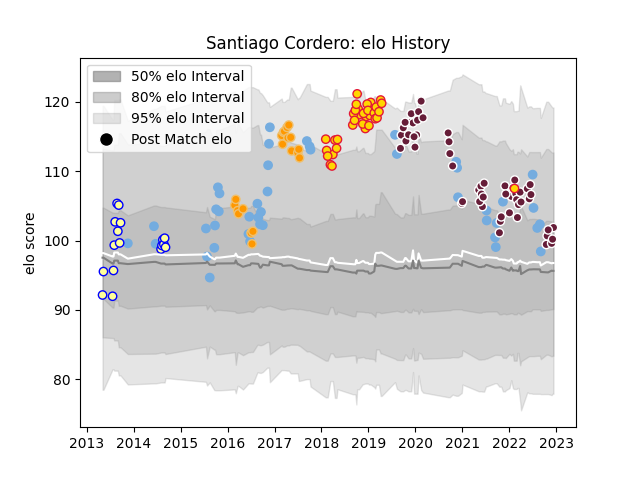 Santiago Cordero: elo History
50% elo Interval
80% elo Interval
95% elo Interval
Post Match elo
elo score
120
110
100
90
80
2013 2014 2015 2016 2017 2018 2019 2020 2021 2022 2023